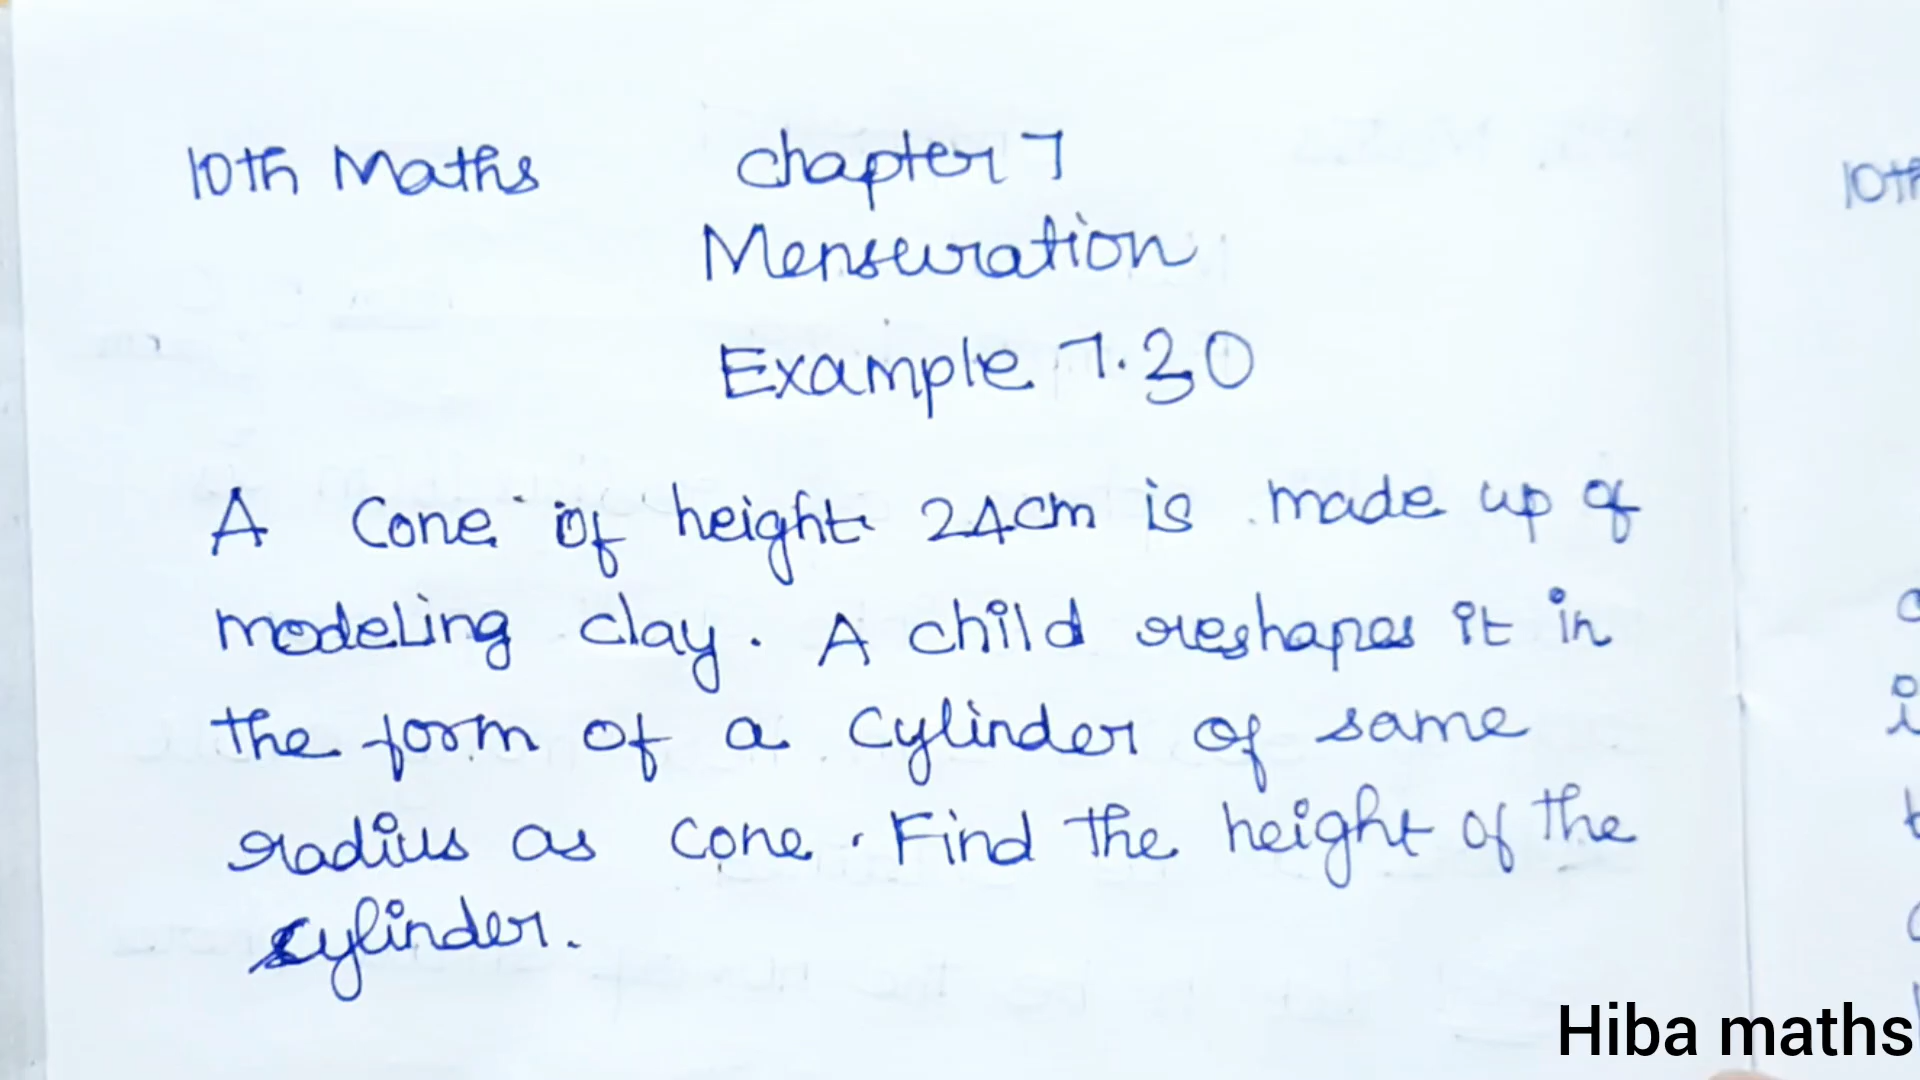 10th Maths chapter 7
Mensuration
Example 7.30
A Cone of height 24cm is made up of
modeling clay. A child reshapes it in
the form of a cylinder of same
radius as cone. Find the height of the
cylinder.
10th
Hiba maths